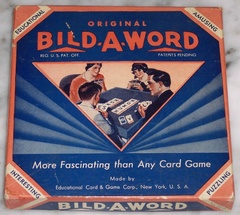 EDUCATIONAL
AMUSING
ORIGINAL
BILD-A-WORD
REG. U.S. PAT. OFF.
PATENTS PENDING
More Fascinating than Any Card Game
Made by
Educational Card & Game Corp., New York, U. S. A.
INTERESTING
PUZZLING
BILD-A-WORD